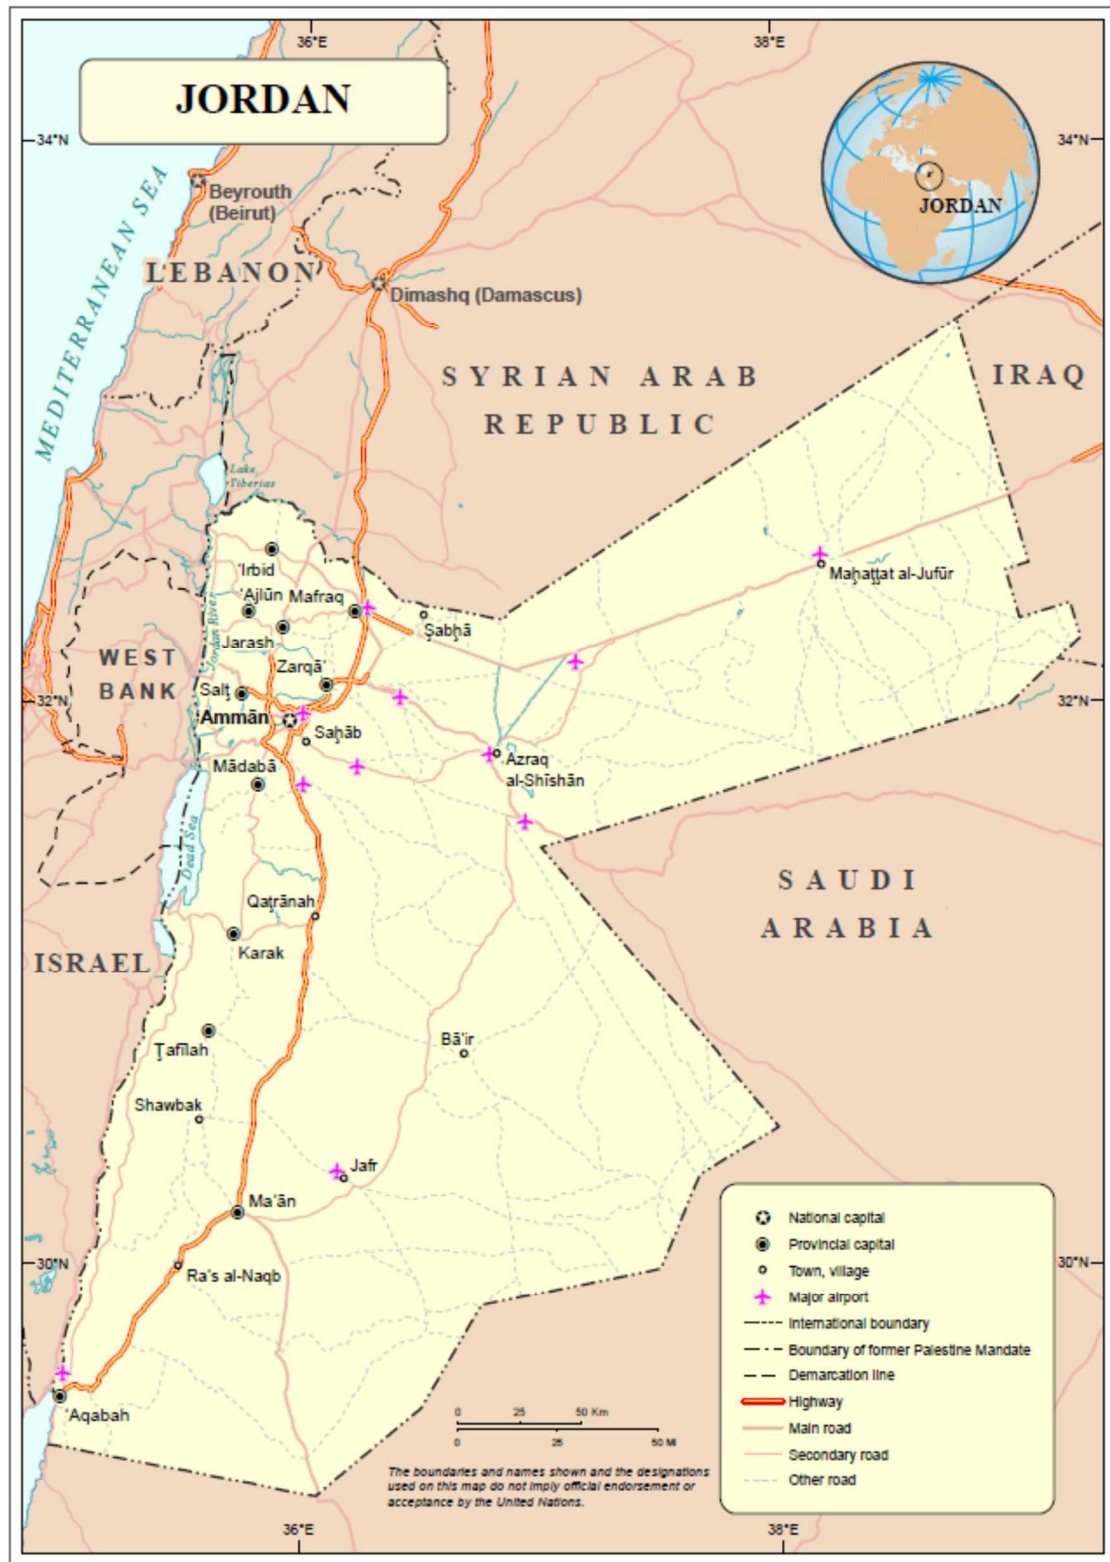 36°E
38°E
JORDAN
34°N
34°N
MEDITERRANEAN SEA
Beyrouth
(Beirut)
JORDAN
LEBANON
Dimashq (Damascus)
SYRIAN ARAB
REPUBLIC
IRAQ
Lake
Tiberias
'Irbid
Maḩaţţat al-Jufūr
'Ajlūn
Mafraq
Şabḩā
Jarash
Jordan River
WEST
BANK
Zarqā'
Salţ
32°N
32°N
'Ammān
Saḩāb
Azraq
al-Shīshān
Mādabā
Dead Sea
SAUDI
ARABIA
Qaţrānah
Karak
ISRAEL
Bā'ir
Ţafīlah
Shawbak
Jafr
Ma'ān
30°N
30°N
Ra's al-Naqb
'Aqabah
National capital
Provincial capital
Town, village
Major airport
International boundary
Boundary of former Palestine Mandate
Demarcation line
Highway
Main road
Secondary road
Other road
0 25 50 Km
0 25 50 Mi
The boundaries and names shown and the designations
used on this map do not imply official endorsement or
acceptance by the United Nations.
36°E
38°E